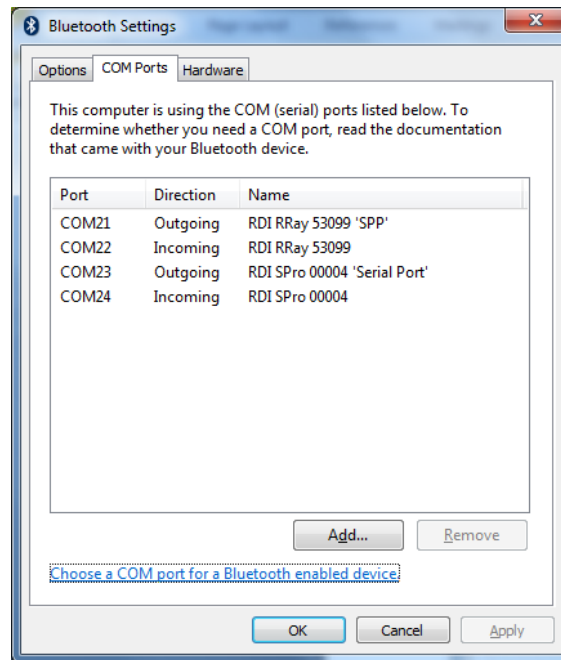 Bluetooth Settings
Options COM Ports Hardware
This computer is using the COM (serial) ports listed below. To
determine whether you need a COM port, read the documentation
that came with your Bluetooth device.
Port Direction Name
COM21 Outgoing RDI RRay 53099 'SPP'
COM22 Incoming RDI RRay 53099
COM23 Outgoing RDI SPro 00004 'Serial Port'
COM24 Incoming RDI SPro 00004
Add... Remove
Choose a COM port for a Bluetooth enabled device.
OK Cancel Apply